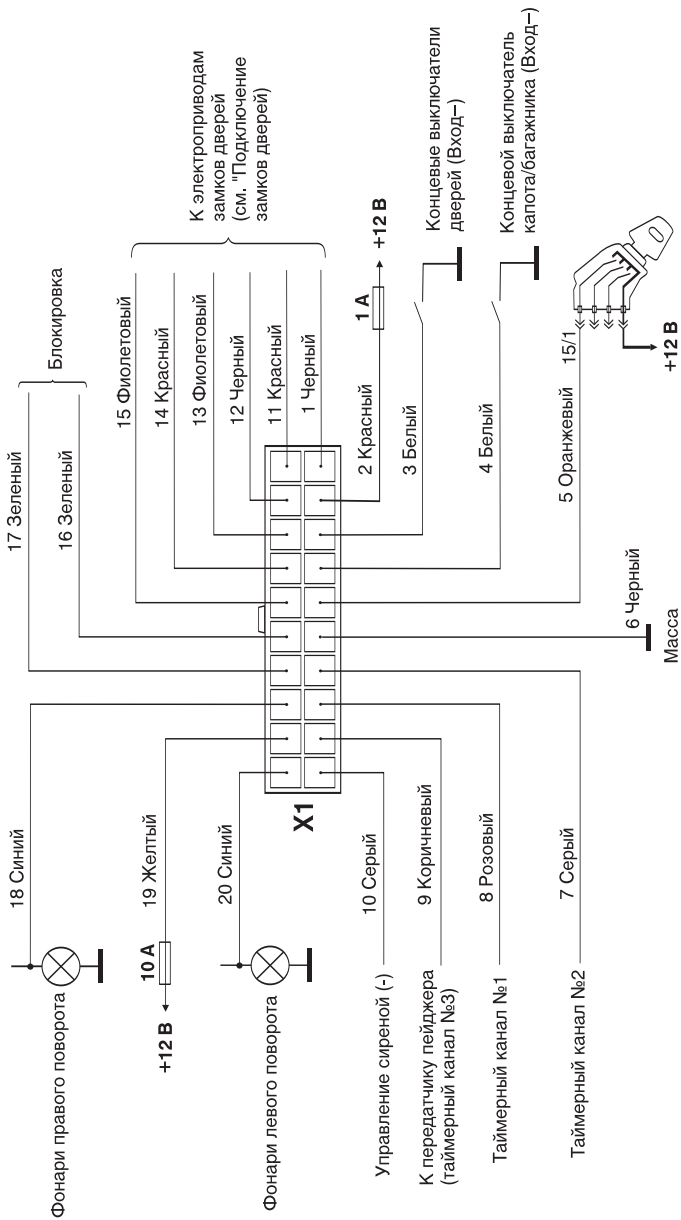 Фонари правого поворота
18 Синий
17 Зеленый
16 Зеленый
Блокировка
+12 В
10 А
19 Желтый
15 Фиолетовый
14 Красный
13 Фиолетовый
12 Черный
11 Красный
1 Черный
К электроприводам
замков дверей
(см. "Подключение
замков дверей)
Фонари левого поворота
20 Синий
X1
Управление сиреной (-)
10 Серый
2 Красный
1 А
+12 В
К передатчику пейджера
(таймерный канал №3)
9 Коричневый
3 Белый
Концевые выключатели
дверей (Вход–)
Таймерный канал №1
8 Розовый
4 Белый
Концевой выключатель
капота/багажника (Вход–)
Таймерный канал №2
7 Серый
5 Оранжевый
15/1
6 Черный
Масса
+12 В